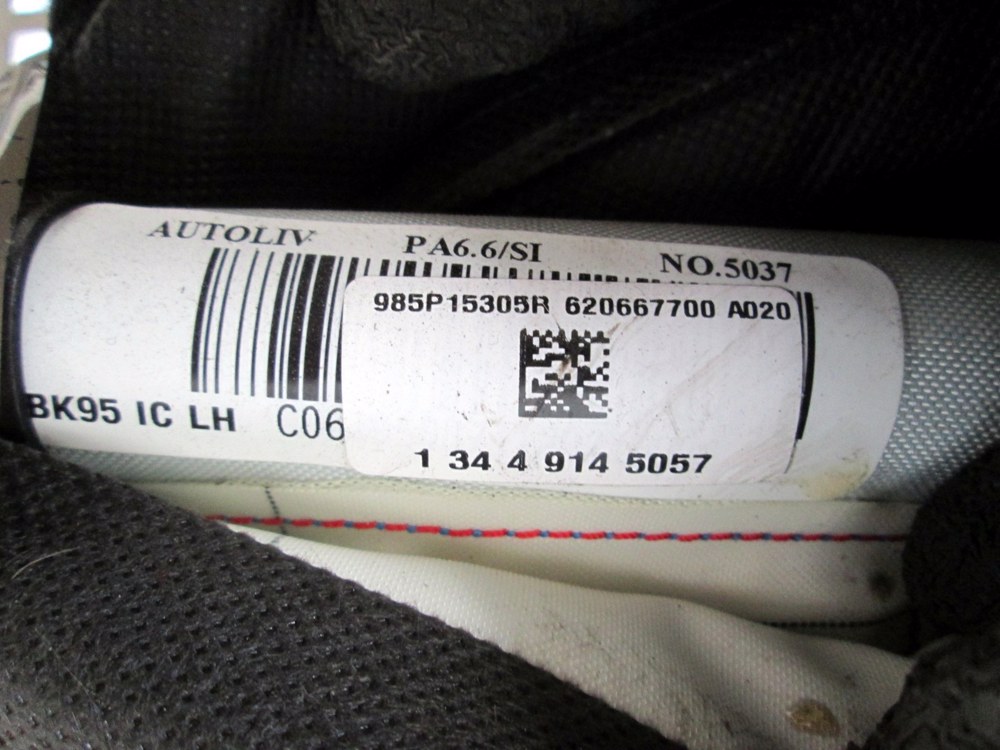 AUTOLIV PA6.6/SI NO.5037
985P15305R 620667700 A020
BK95 IC LH C06
1 34 4 914 5057